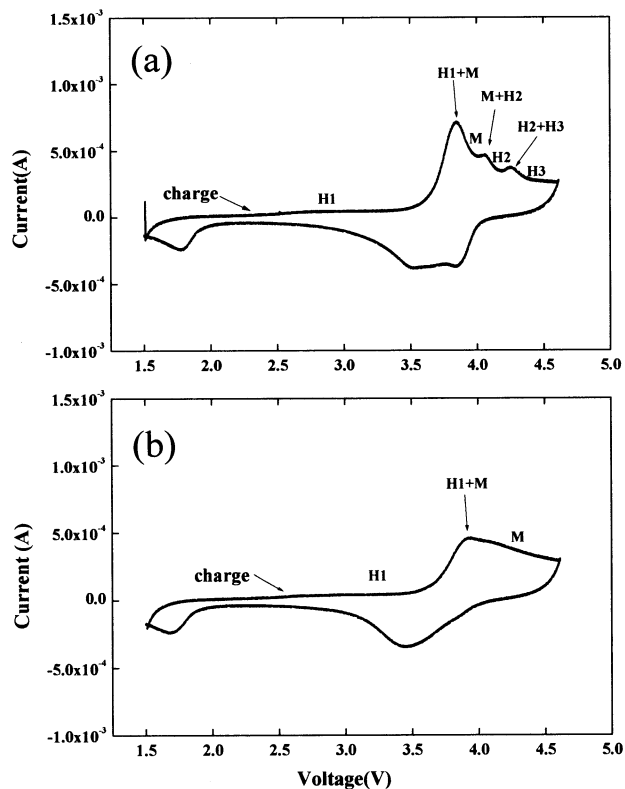 (a)
Current(A)
1.5x10⁻³
1.0x10⁻³
5.0x10⁻⁴
0.0
-5.0x10⁻⁴
-1.0x10⁻³
H1+M
M+H2
H2+H3
M
H2
H3
charge
H1
1.5 2.0 2.5 3.0 3.5 4.0 4.5 5.0
(b)
Current (A)
1.5x10⁻³
1.0x10⁻³
5.0x10⁻⁴
0.0
-5.0x10⁻⁴
-1.0x10⁻³
H1+M
M
charge
H1
1.5 2.0 2.5 3.0 3.5 4.0 4.5 5.0
Voltage(V)